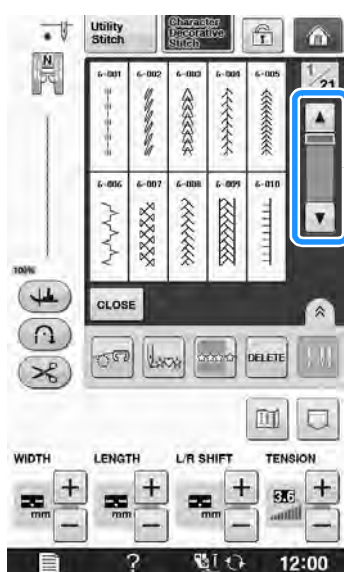 Utility
Stitch
Character
Decorative
Stitch
N
6-001 6-002 6-003 6-004 6-005
1/21
6-006 6-007 6-008 6-009 6-010
100%
CLOSE
DELETE
WIDTH LENGTH L/R SHIFT TENSION
3.6
mm mm mm
? 12:00